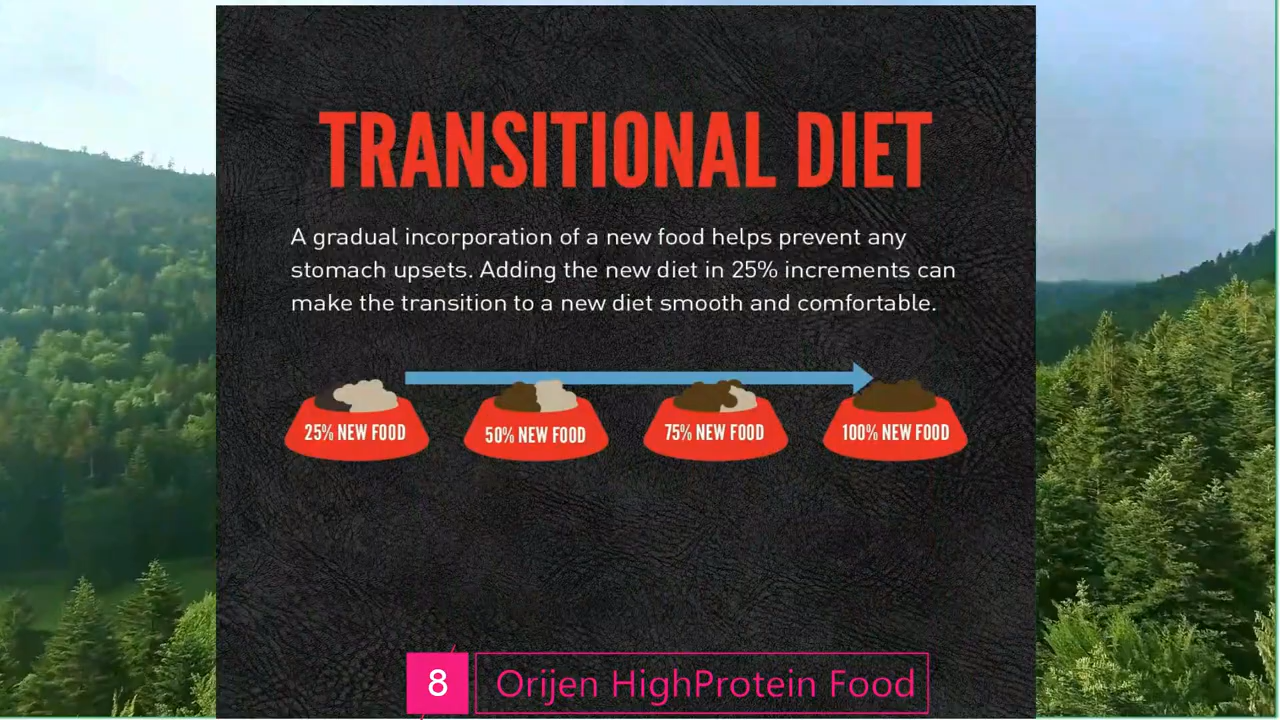 TRANSITIONAL DIET
A gradual incorporation of a new food helps prevent any
stomach upsets. Adding the new diet in 25% increments can
make the transition to a new diet smooth and comfortable.
25% NEW FOOD
50% NEW FOOD
75% NEW FOOD
100% NEW FOOD
8 Orijen HighProtein Food